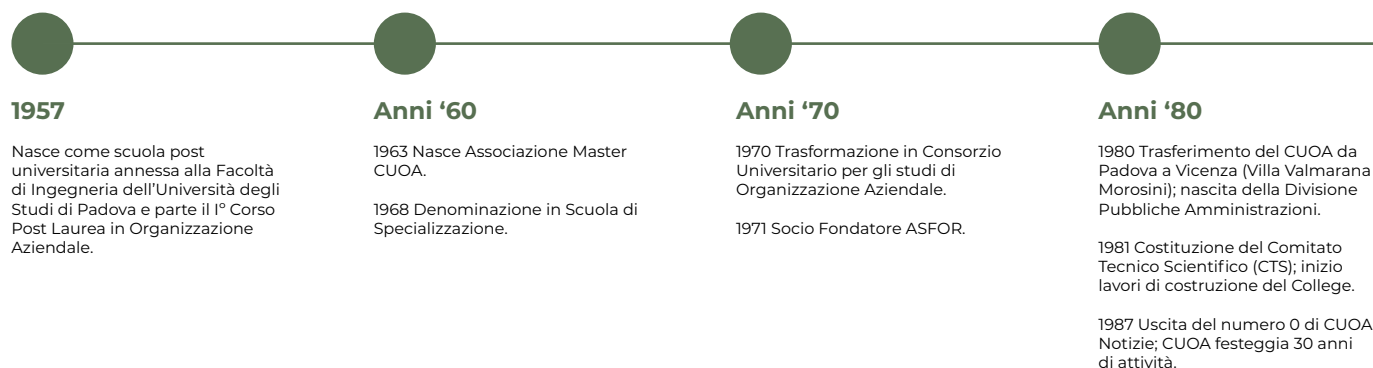 1957
Nasce come scuola post
universitaria annessa alla Facoltà
di Ingegneria dell’Università degli
Studi di Padova e parte il I° Corso
Post Laurea in Organizzazione
Aziendale.
Anni ‘60
1963 Nasce Associazione Master
CUOA.
1968 Denominazione in Scuola di
Specializzazione.
Anni ‘70
1970 Trasformazione in Consorzio
Universitario per gli studi di
Organizzazione Aziendale.
1971 Socio Fondatore ASFOR.
Anni ‘80
1980 Trasferimento del CUOA da
Padova a Vicenza (Villa Valmarana
Morosini); nascita della Divisione
Pubbliche Amministrazioni.
1981 Costituzione del Comitato
Tecnico Scientifico (CTS); inizio
lavori di costruzione del College.
1987 Uscita del numero 0 di CUOA
Notizie; CUOA festeggia 30 anni
di attività.